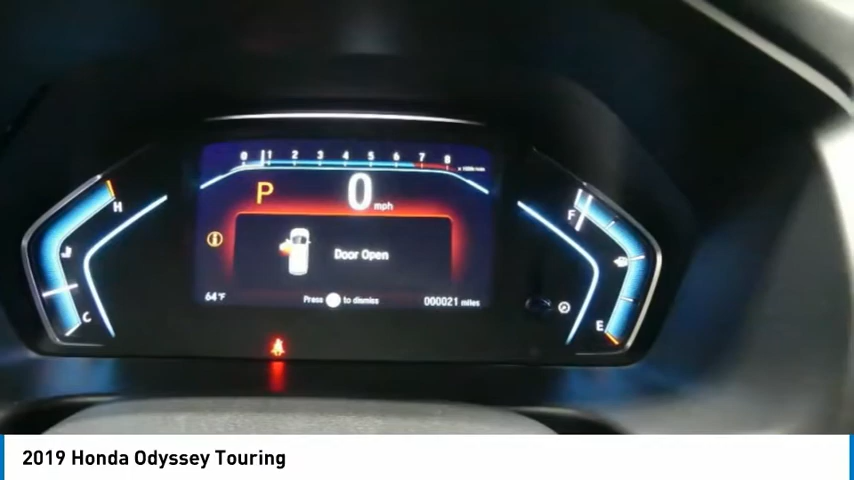 0 1 2 3 4 5 6 7 8
P 0 mph
H
F
Door Open
64°F
Press to dismiss
000021 miles
C
E
2019 Honda Odyssey Touring